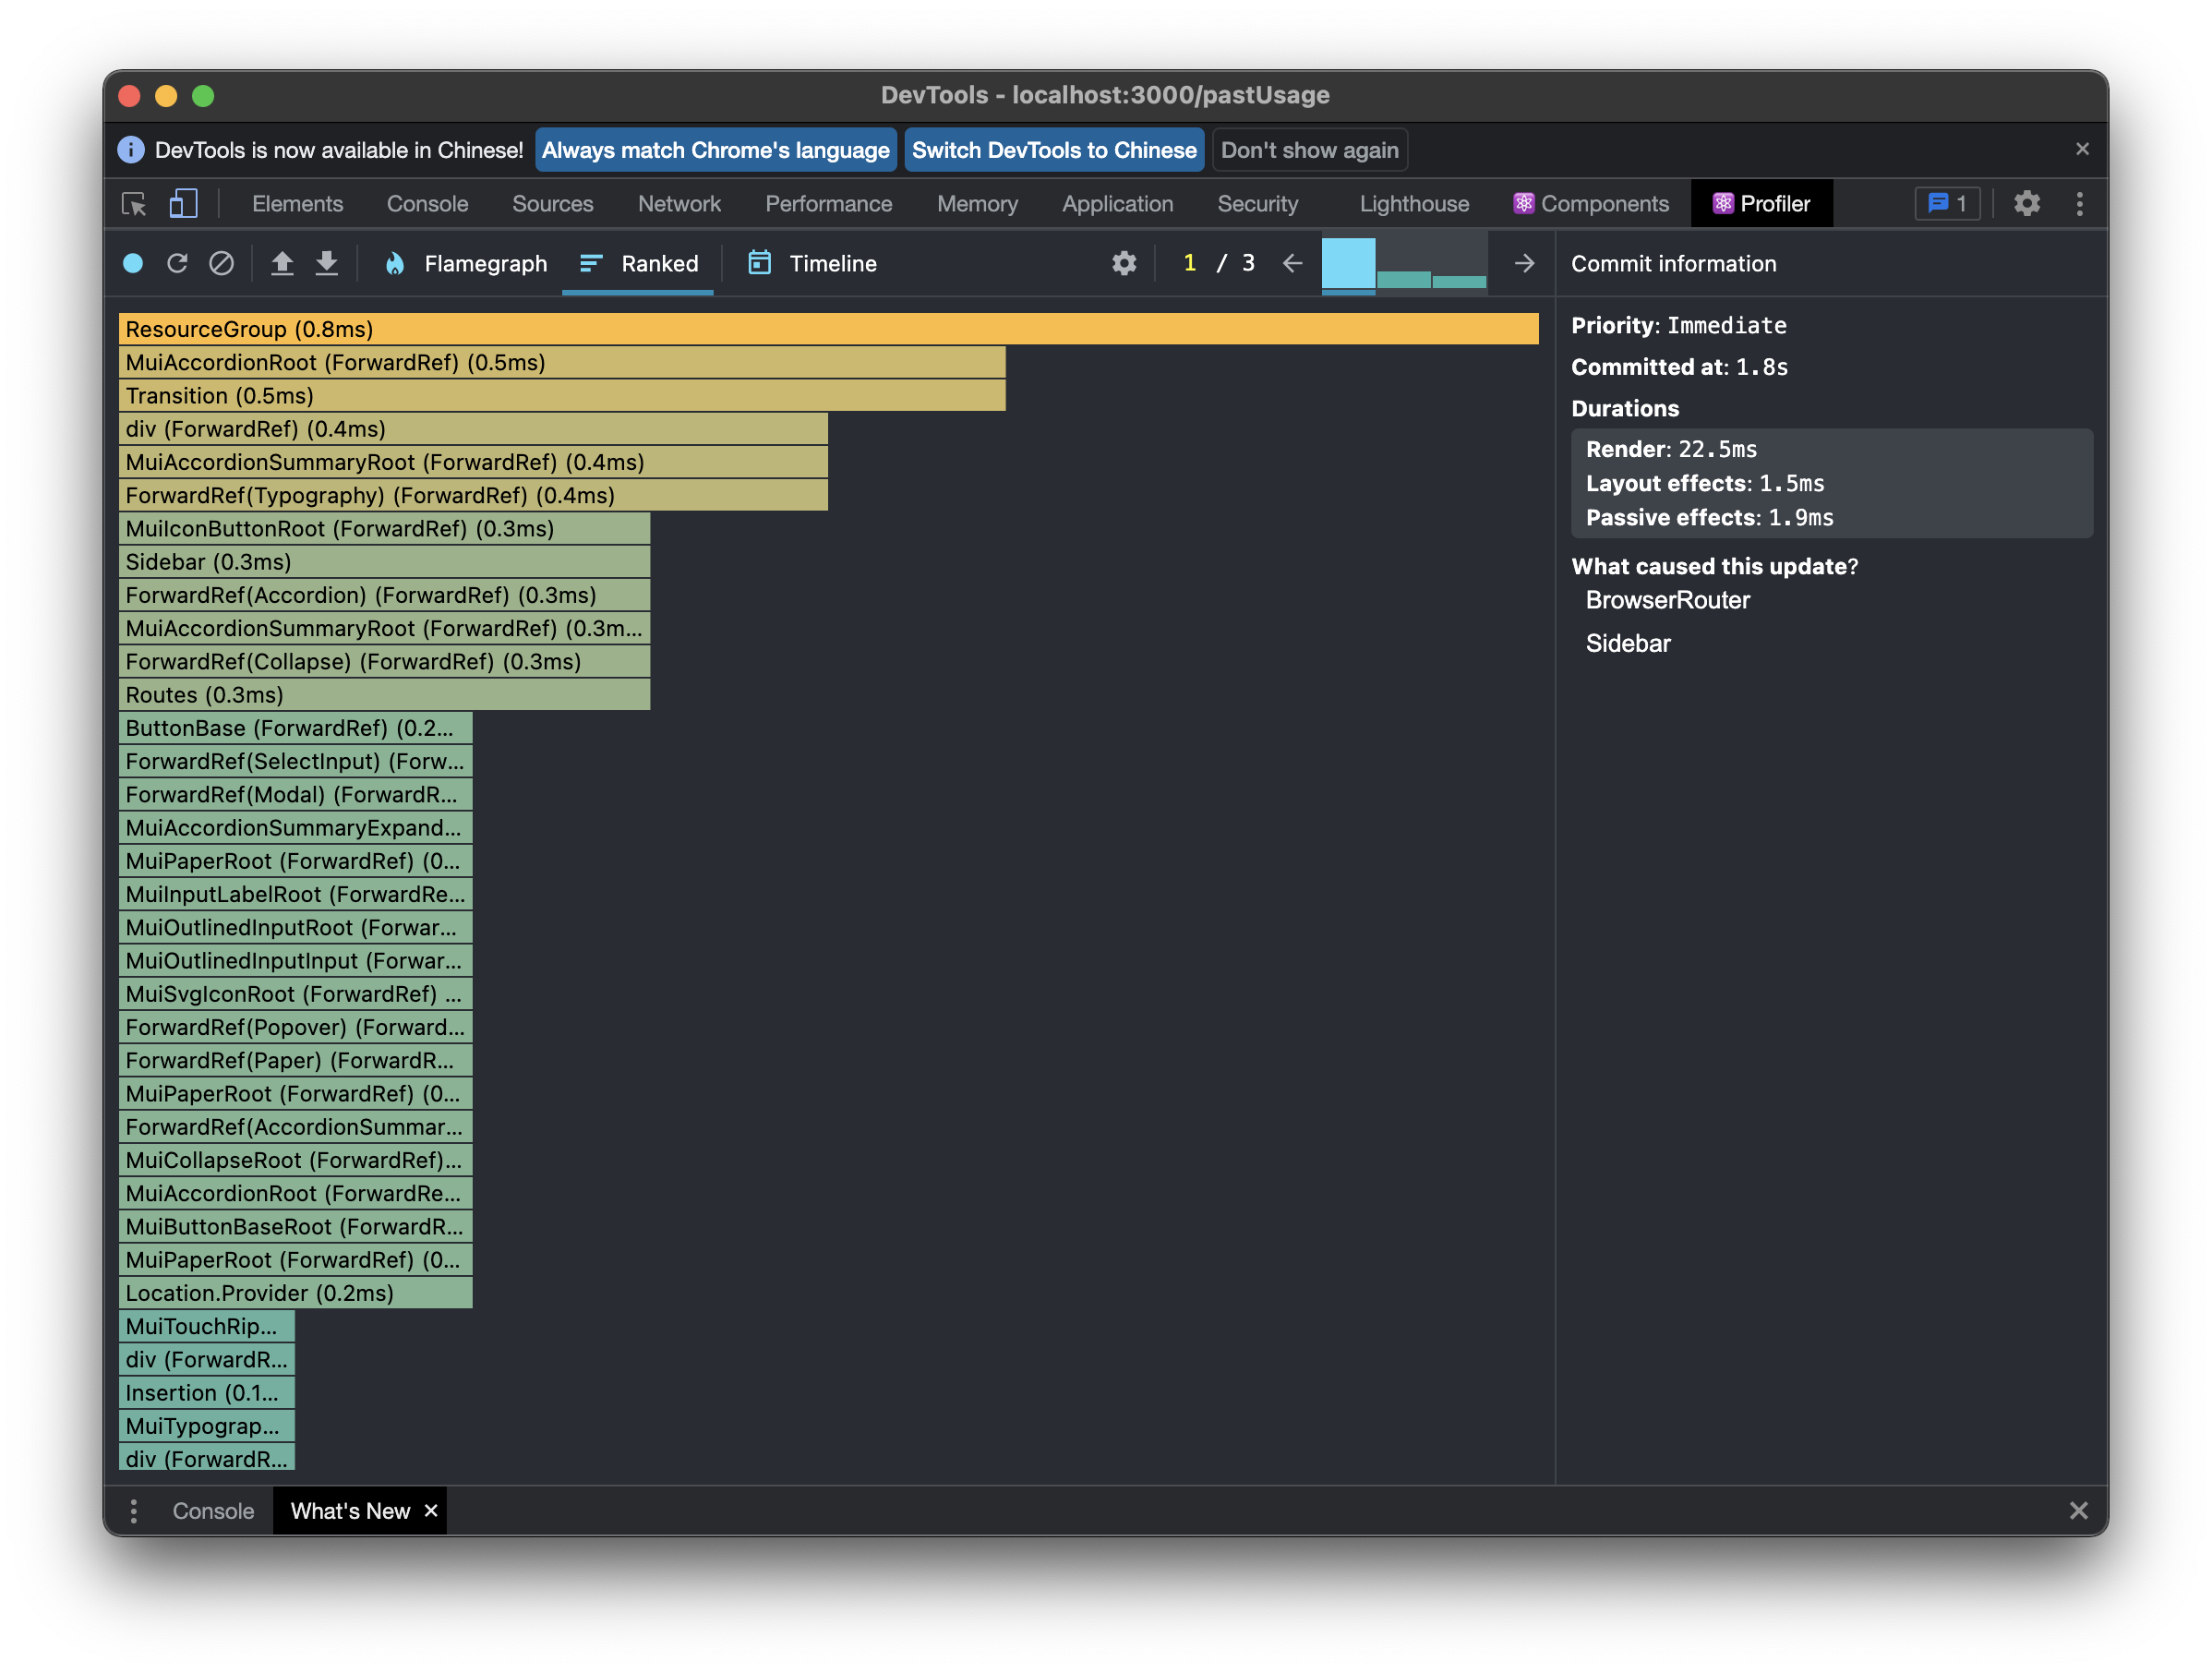 DevTools - localhost:3000/pastUsage
DevTools is now available in Chinese! Always match Chrome's language Switch DevTools to Chinese Don't show again
Elements Console Sources Network Performance Memory Application Security Lighthouse Components Profiler 1
Flamegraph Ranked Timeline 1 / 3 Commit information
ResourceGroup (0.8ms)
MuiAccordionRoot (ForwardRef) (0.5ms)
Transition (0.5ms)
div (ForwardRef) (0.4ms)
MuiAccordionSummaryRoot (ForwardRef) (0.4ms)
ForwardRef(Typography) (ForwardRef) (0.4ms)
MuiIconButtonRoot (ForwardRef) (0.3ms)
Sidebar (0.3ms)
ForwardRef(Accordion) (ForwardRef) (0.3ms)
MuiAccordionSummaryRoot (ForwardRef) (0.3m...
ForwardRef(Collapse) (ForwardRef) (0.3ms)
Routes (0.3ms)
ButtonBase (ForwardRef) (0.2...
ForwardRef(SelectInput) (Forw...
ForwardRef(Modal) (ForwardR...
MuiAccordionSummaryExpand...
MuiPaperRoot (ForwardRef) (0...
MuiInputLabelRoot (ForwardRe...
MuiOutlinedInputRoot (Forwar...
MuiOutlinedInputInput (Forwar...
MuiSvgIconRoot (ForwardRef) ...
ForwardRef(Popover) (Forward...
ForwardRef(Paper) (ForwardR...
MuiPaperRoot (ForwardRef) (0...
ForwardRef(AccordionSummar...
MuiCollapseRoot (ForwardRef)...
MuiAccordionRoot (ForwardRe...
MuiButtonBaseRoot (ForwardR...
MuiPaperRoot (ForwardRef) (0...
Location.Provider (0.2ms)
MuiTouchRip...
div (ForwardR...
Insertion (0.1...
MuiTypograp...
div (ForwardR...
Priority: Immediate
Committed at: 1.8s
Durations
Render: 22.5ms
Layout effects: 1.5ms
Passive effects: 1.9ms
What caused this update?
BrowserRouter
Sidebar
Console What's New